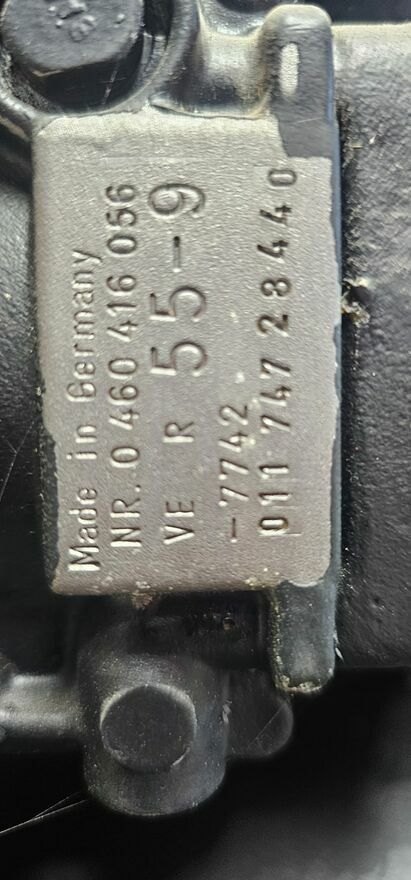 Made in Germany
NR. 0 460 416 056
VE R 55-9
-7742
011 747 28440